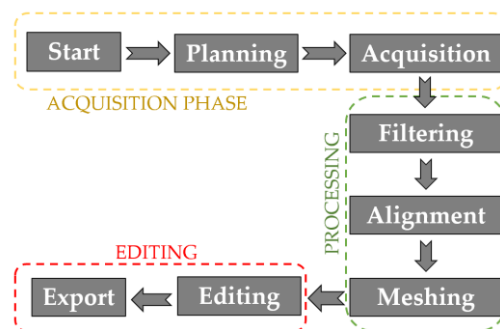 Start
Planning
Acquisition
ACQUISITION PHASE
Filtering
PROCESSING
Alignment
Meshing
EDITING
Editing
Export